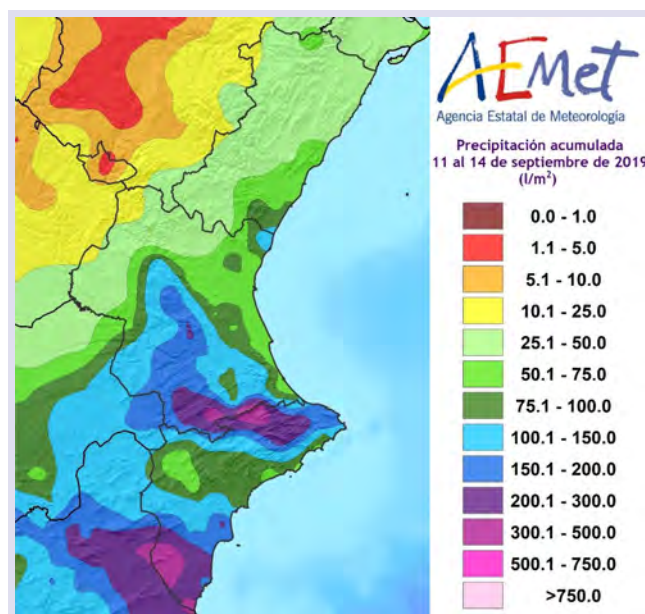 AEMet
Agencia Estatal de Meteorología
Precipitación acumulada
11 al 14 de septiembre de 2019
(l/m²)
0.0 - 1.0
1.1 - 5.0
5.1 - 10.0
10.1 - 25.0
25.1 - 50.0
50.1 - 75.0
75.1 - 100.0
100.1 - 150.0
150.1 - 200.0
200.1 - 300.0
300.1 - 500.0
500.1 - 750.0
>750.0